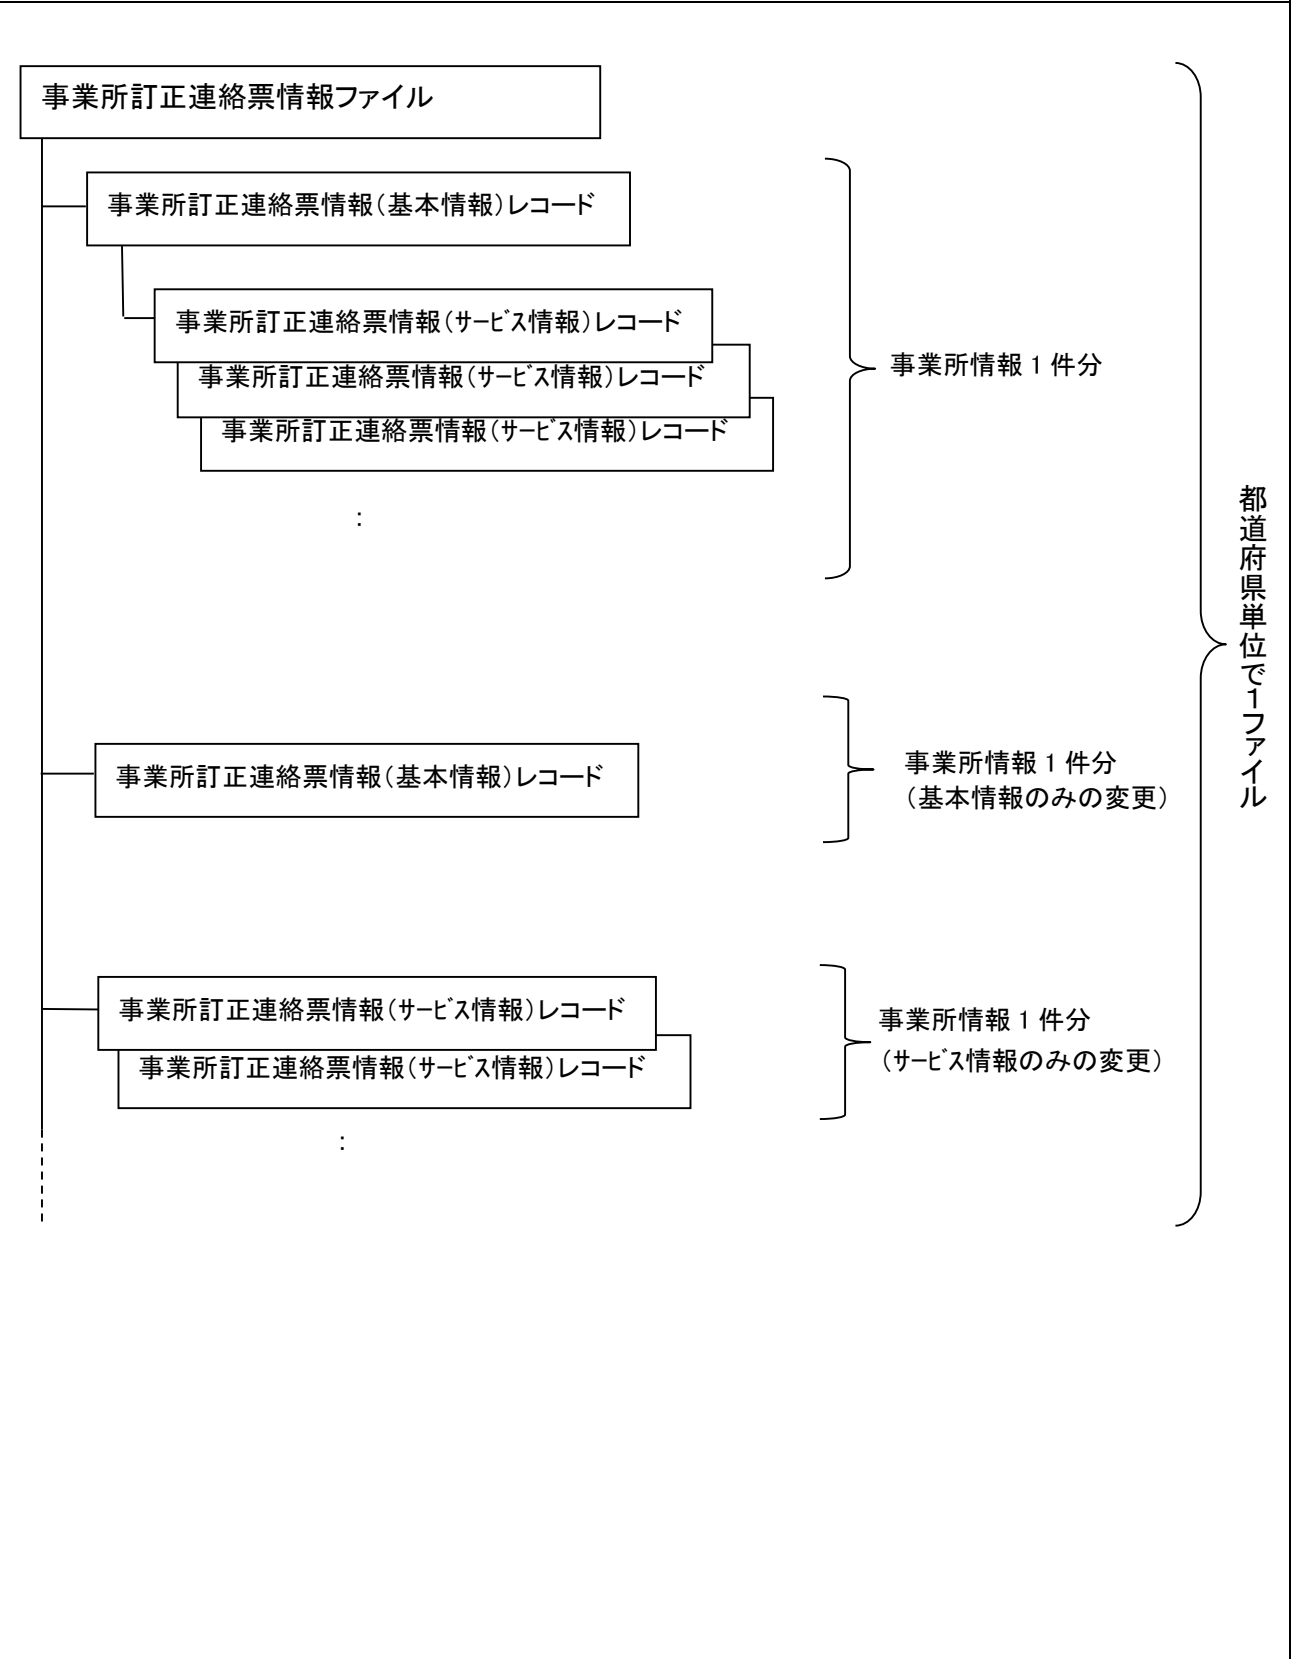 事業所訂正連絡票情報ファイル
事業所訂正連絡票情報（基本情報）レコード
事業所訂正連絡票情報（ｻｰﾋﾞｽ情報）レコード
事業所訂正連絡票情報（ｻｰﾋﾞｽ情報）レコード
事業所訂正連絡票情報（ｻｰﾋﾞｽ情報）レコード
：
事業所情報 1 件分
事業所訂正連絡票情報（基本情報）レコード
事業所情報 1 件分
（基本情報のみの変更）
事業所訂正連絡票情報（ｻｰﾋﾞｽ情報）レコード
事業所訂正連絡票情報（ｻｰﾋﾞｽ情報）レコード
：
事業所情報 1 件分
（ｻｰﾋﾞｽ情報のみの変更）
都道府県単位で１ファイル